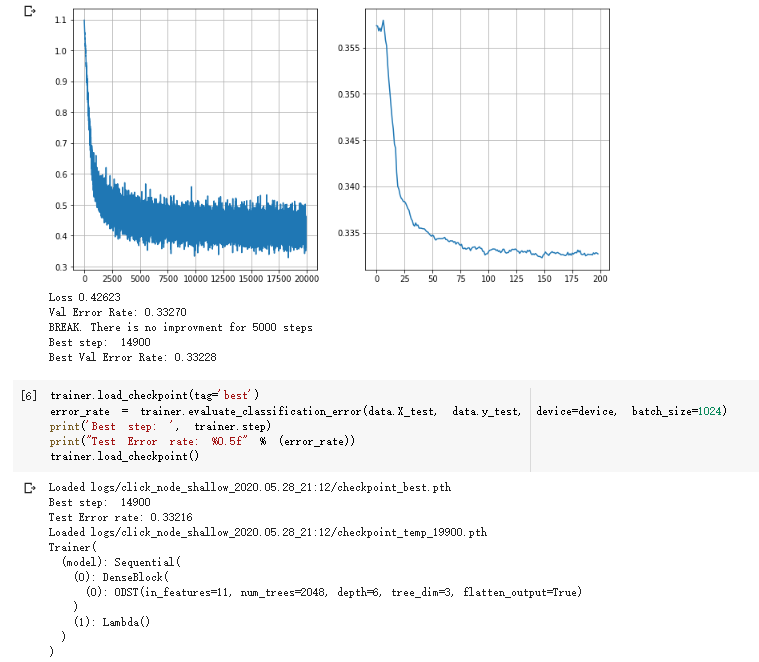 1.1
1.0
0.9
0.8
0.7
0.6
0.5
0.4
0.3
0 2500 5000 7500 10000 12500 15000 17500 20000
0.355
0.350
0.345
0.340
0.335
0 25 50 75 100 125 150 175 200
Loss 0.42623
Val Error Rate: 0.33270
BREAK. There is no improvment for 5000 steps
Best step: 14900
Best Val Error Rate: 0.33228
[6] trainer.load_checkpoint(tag='best')
error_rate = trainer.evaluate_classification_error(data.X_test, data.y_test, device=device, batch_size=1024)
print('Best step: ', trainer.step)
print("Test Error rate: %0.5f" % (error_rate))
trainer.load_checkpoint()
Loaded logs/click_node_shallow_2020.05.28_21:12/checkpoint_best.pth
Best step: 14900
Test Error rate: 0.33216
Loaded logs/click_node_shallow_2020.05.28_21:12/checkpoint_temp_19900.pth
Trainer(
(model): Sequential(
(0): DenseBlock(
(0): ODST(in_features=11, num_trees=2048, depth=6, tree_dim=3, flatten_output=True)
)
(1): Lambda()
)
)